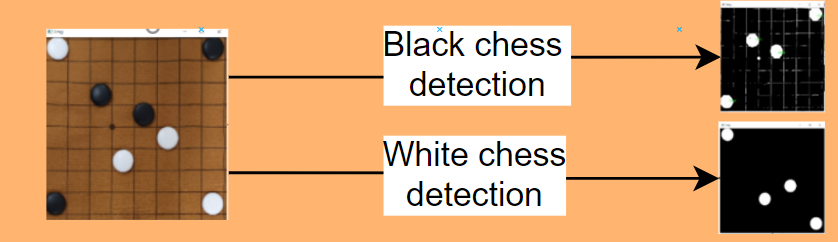 Black chess
detection
White chess
detection